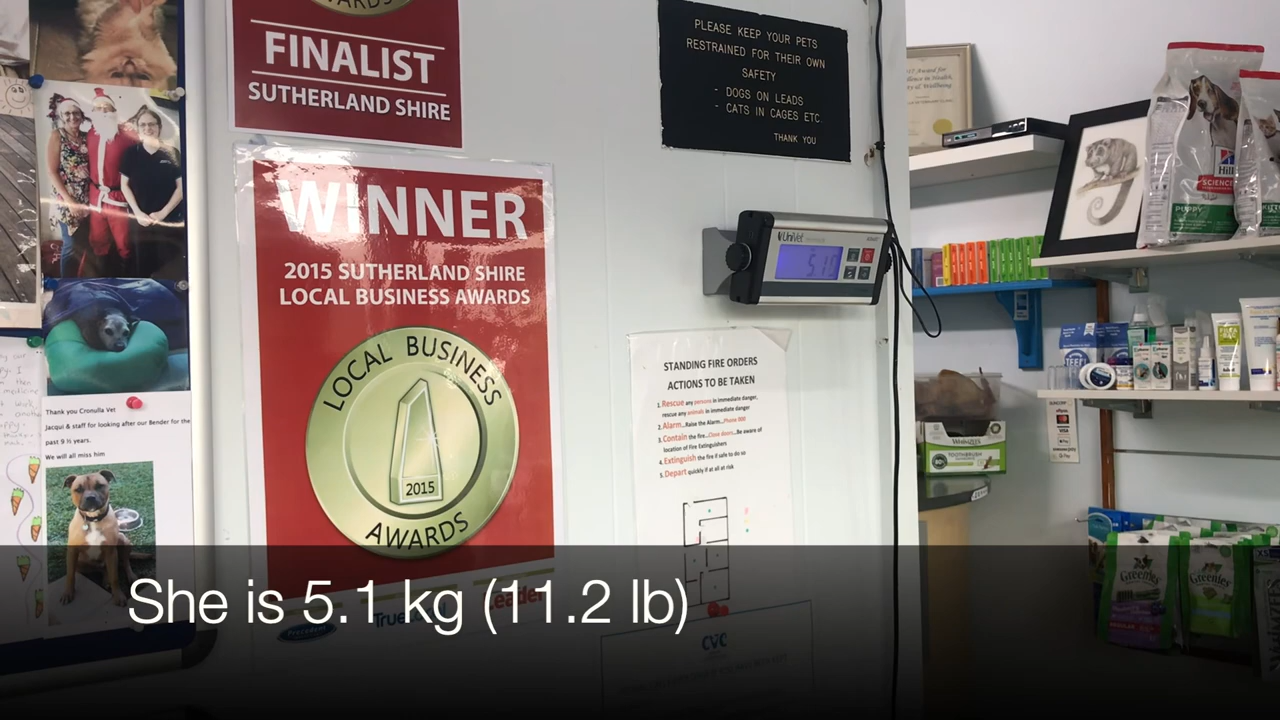 AWARDS
FINALIST
SUTHERLAND SHIRE
WINNER
2015 SUTHERLAND SHIRE
LOCAL BUSINESS AWARDS
LOCAL BUSINESS
2015
AWARDS
Thank you Cronulla Vet
Jacqui & staff for looking after our Bender for the
past 9 ½ years.
We will all miss him
PLEASE KEEP YOUR PETS
RESTRAINED FOR THEIR OWN
SAFETY
- DOGS ON LEADS
- CATS IN CAGES ETC.
THANK YOU
UniVet
5.10
STANDING FIRE ORDERS
ACTIONS TO BE TAKEN
1. Rescue any persons in immediate danger,
rescue any animals in immediate danger
2. Alarm...Raise the Alarm...Phone 000
3. Contain the fire...Close doors...Be aware of
location of Fire Extinguishers
4. Extinguish the fire if safe to do so
5. Depart quickly if at all at risk
Hill's
SCIENCE
PUPPY
TOOTHBRUSH
VISA
Greenies
Greenies
She is 5.1 kg (11.2 lb)
Leader
CVC